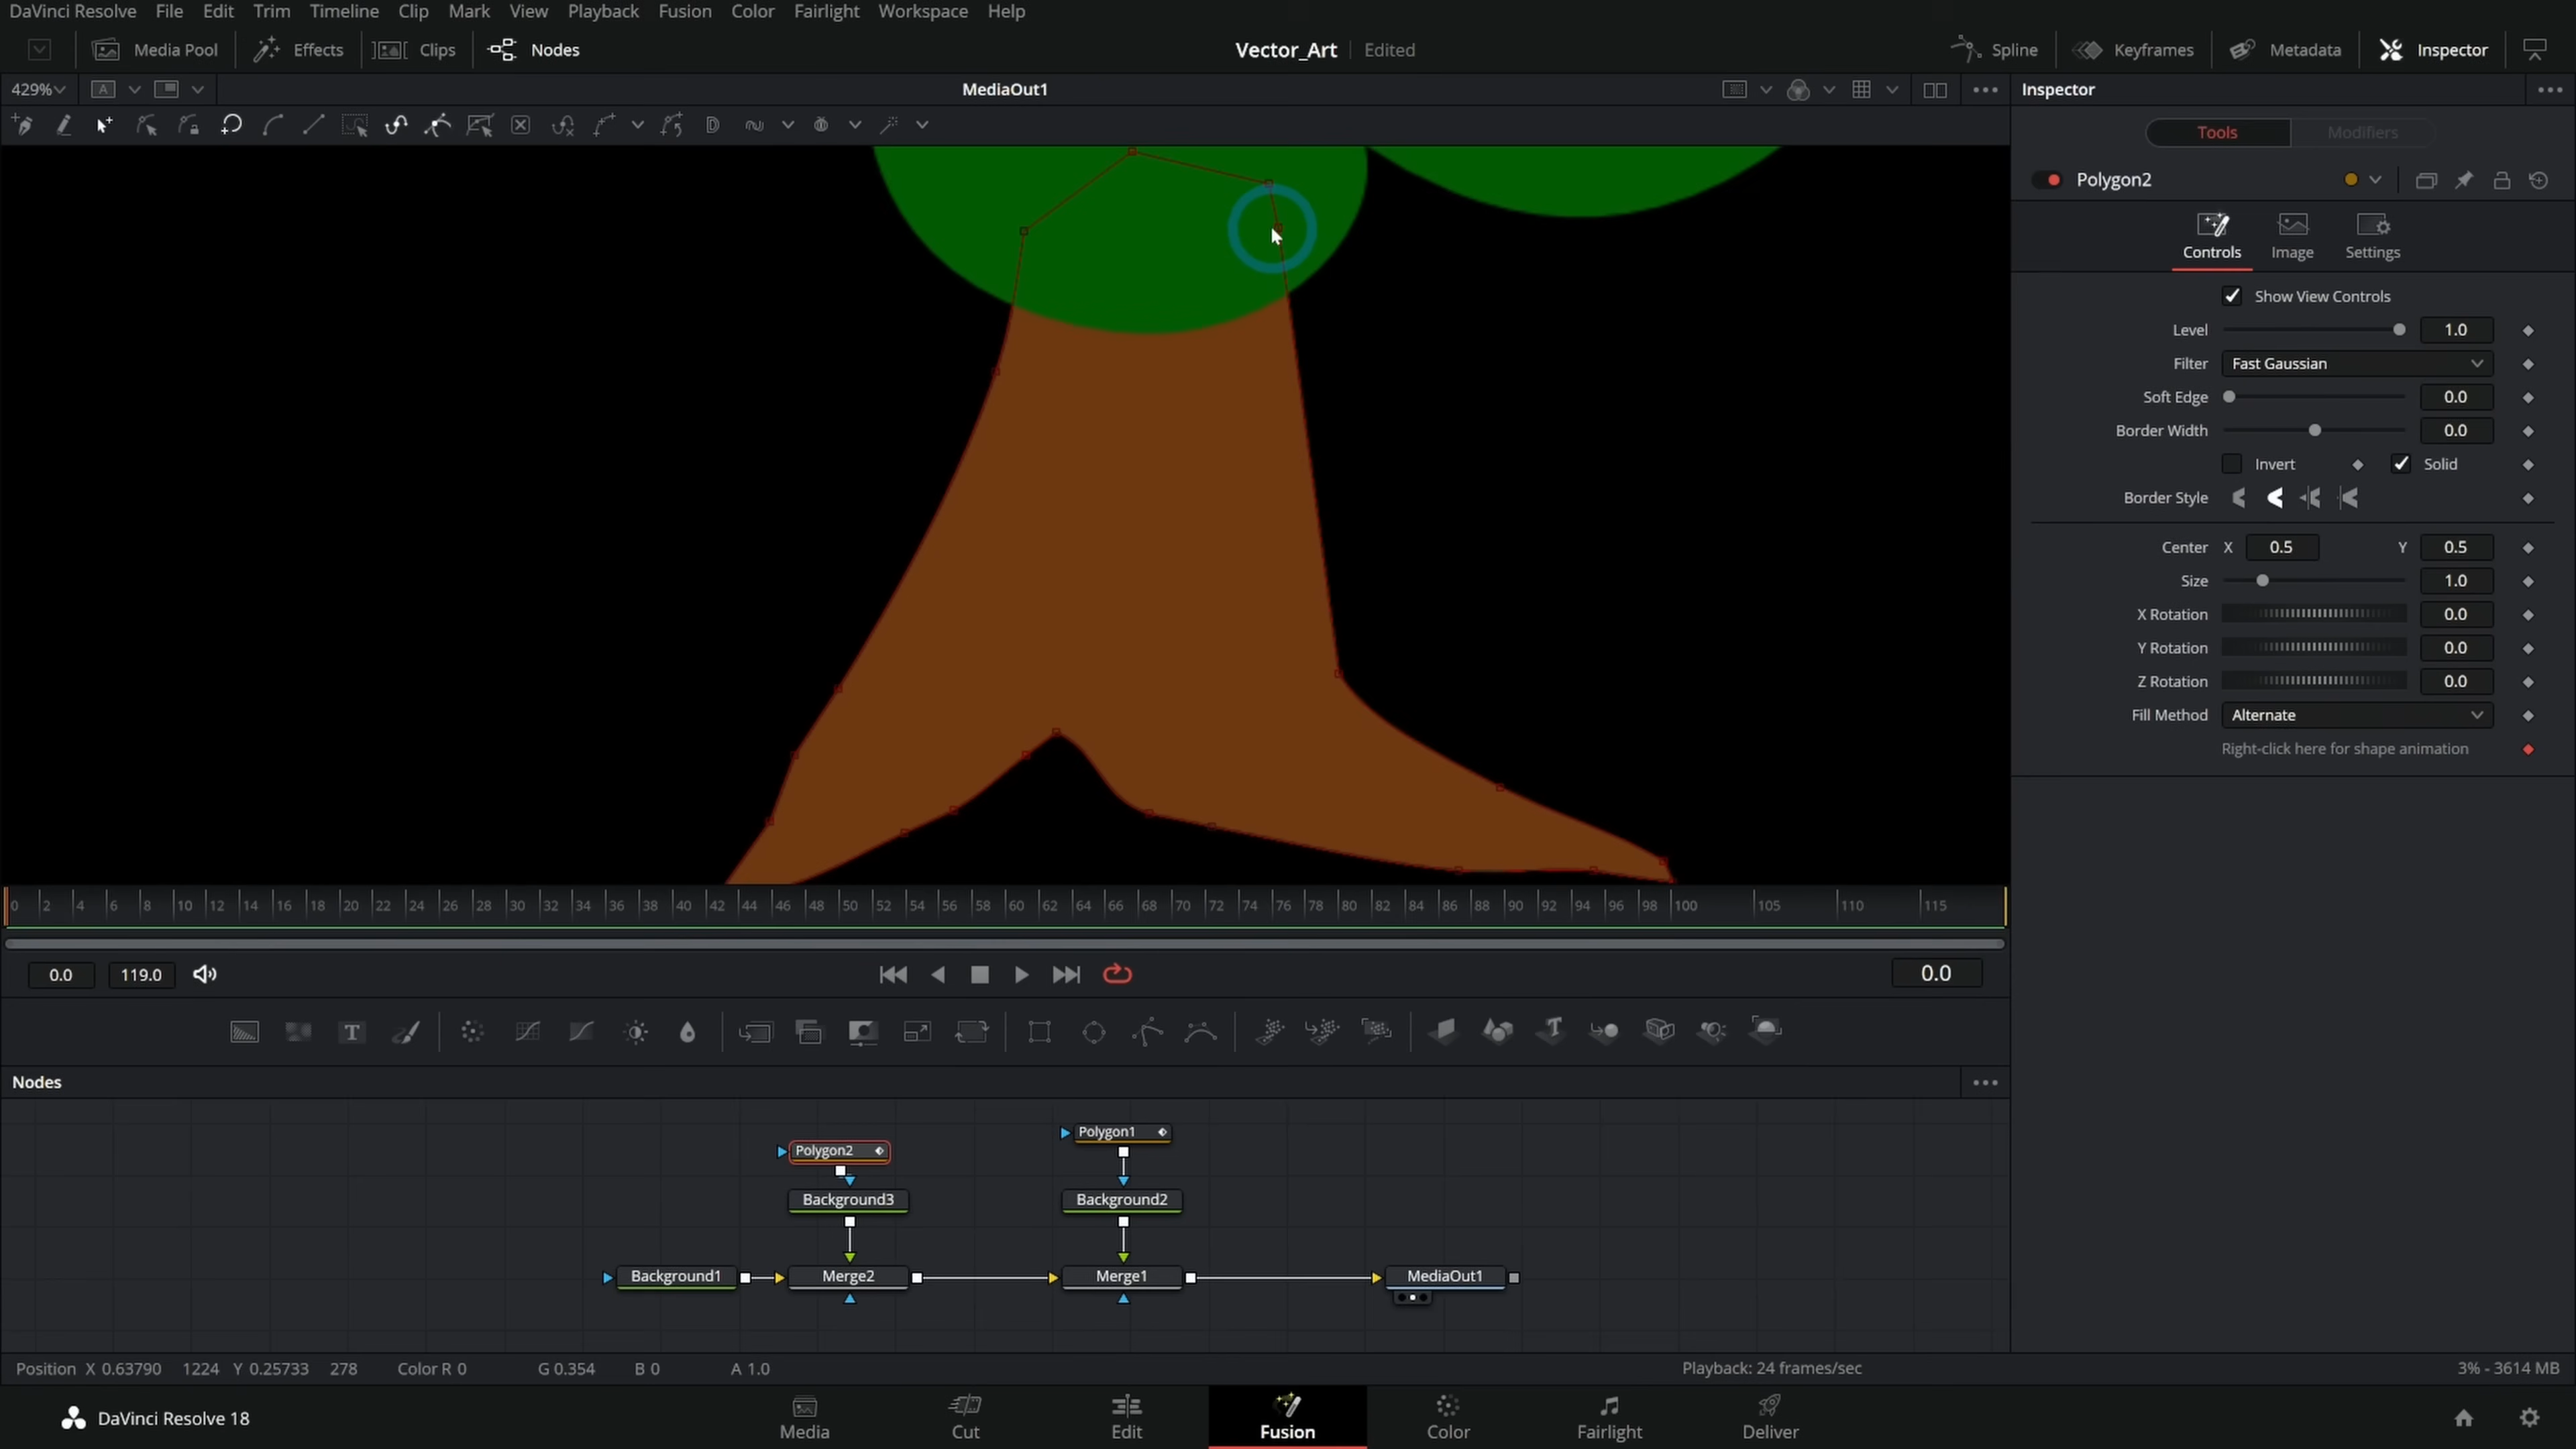 DaVinci Resolve File Edit Trim Timeline Clip Mark View Playback Fusion Color Fairlight Workspace Help
Media Pool Effects Clips Nodes Vector_Art Edited Spline Keyframes Metadata Inspector
429% A MediaOut1 Inspector
Tools Modifiers
Polygon2
Controls Image Settings
Show View Controls
Level 1.0
Filter Fast Gaussian
Soft Edge 0.0
Border Width 0.0
Invert Solid
Border Style
Center X 0.5 Y 0.5
Size 1.0
X Rotation 0.0
Y Rotation 0.0
Z Rotation 0.0
Fill Method Alternate
Right-click here for shape animation
0 2 4 6 8 10 12 14 16 18 20 22 24 26 28 30 32 34 36 38 40 42 44 46 48 50 52 54 56 58 60 62 64 66 68 70 72 74 76 78 80 82 84 86 88 90 92 94 96 98 100 105 110 115
0.0 119.0 0.0
Nodes
Polygon1
Polygon2
Background3 Background2
Background1 Merge2 Merge1 MediaOut1
Position X 0.63790 1224 Y 0.25733 278 Color R 0 G 0.354 B 0 A 1.0 Playback: 24 frames/sec 3% - 3614 MB
DaVinci Resolve 18 Media Cut Edit Fusion Color Fairlight Deliver